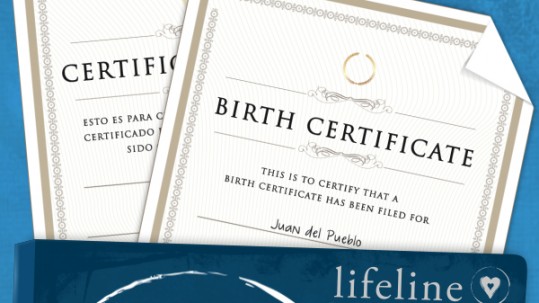 CERTIFIC
ESTO ES PARA C
CERTIFICADO
SIDO
BIRTH CERTIFICATE
THIS IS TO CERTIFY THAT A
BIRTH CERTIFICATE HAS BEEN FILED FOR
Juan del Pueblo
lifeline